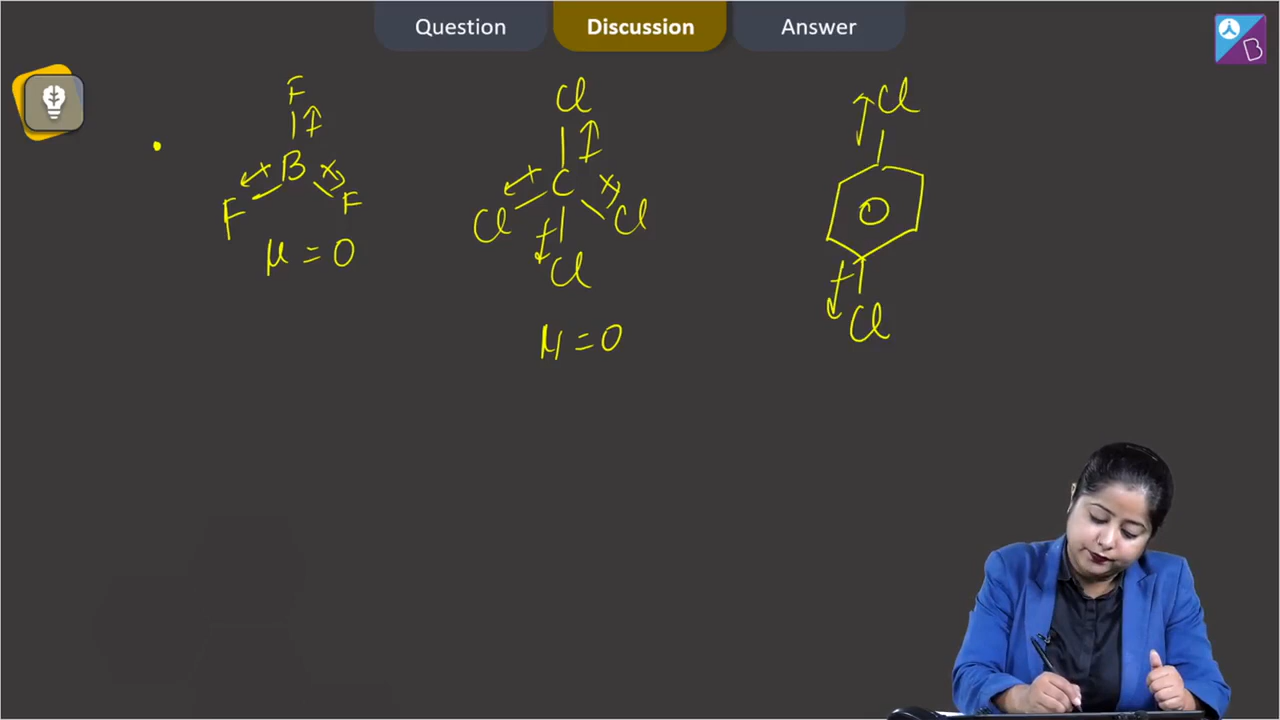 Question
Discussion
Answer
B
F
B
F
F
μ = 0
Cl
C
Cl
Cl
Cl
μ = 0
Cl
Cl